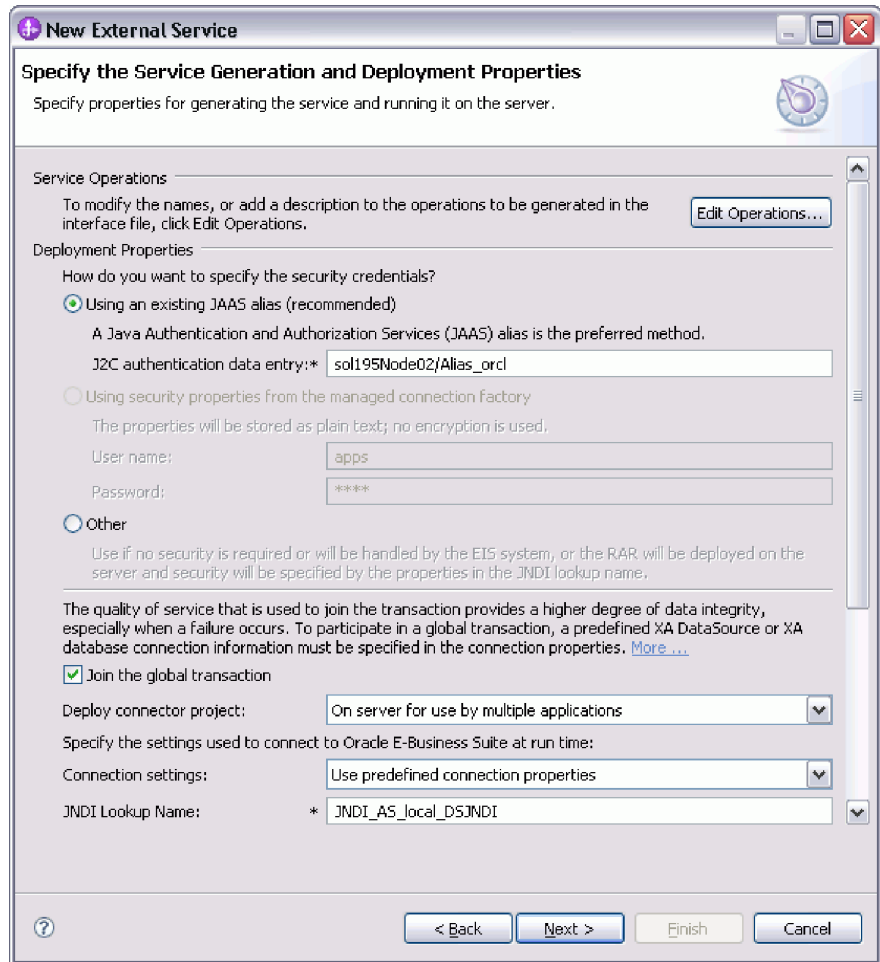 New External Service
Specify the Service Generation and Deployment Properties
Specify properties for generating the service and running it on the server.
Service Operations
To modify the names, or add a description to the operations to be generated in the
interface file, click Edit Operations.
Edit Operations...
Deployment Properties
How do you want to specify the security credentials?
Using an existing JAAS alias (recommended)
A Java Authentication and Authorization Services (JAAS) alias is the preferred method.
J2C authentication data entry:* sol195Node02/Alias_orcl
Using security properties from the managed connection factory
The properties will be stored as plain text; no encryption is used.
User name: apps
Password: ****
Other
Use if no security is required or will be handled by the EIS system, or the RAR will be deployed on the
server and security will be specified by the properties in the JNDI lookup name.
The quality of service that is used to join the transaction provides a higher degree of data integrity,
especially when a failure occurs. To participate in a global transaction, a predefined XA DataSource or XA
database connection information must be specified in the connection properties. More ...
Join the global transaction
Deploy connector project: On server for use by multiple applications
Specify the settings used to connect to Oracle E-Business Suite at run time:
Connection settings: Use predefined connection properties
JNDI Lookup Name: * JNDI_AS_local_DSJNDI
? < Back Next > Finish Cancel